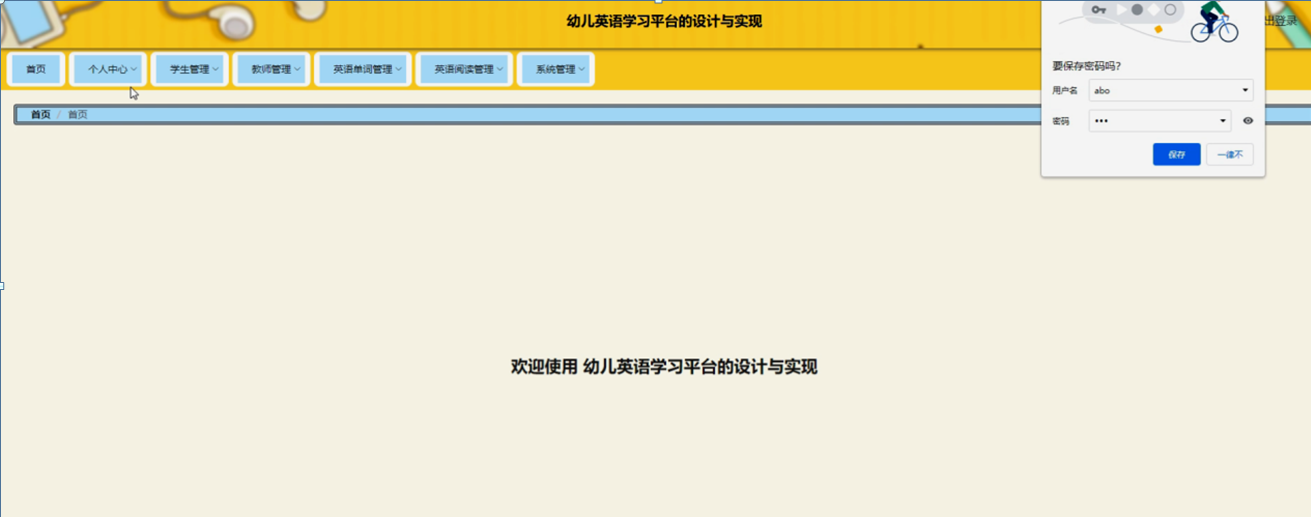 幼儿英语学习平台的设计与实现
出登录
首页 个人中心 学生管理 教师管理 英语单词管理 英语阅读管理 系统管理
首页 / 首页
要保存密码吗?
用户名 abo
密码 •••
保存 一律不
欢迎使用 幼儿英语学习平台的设计与实现